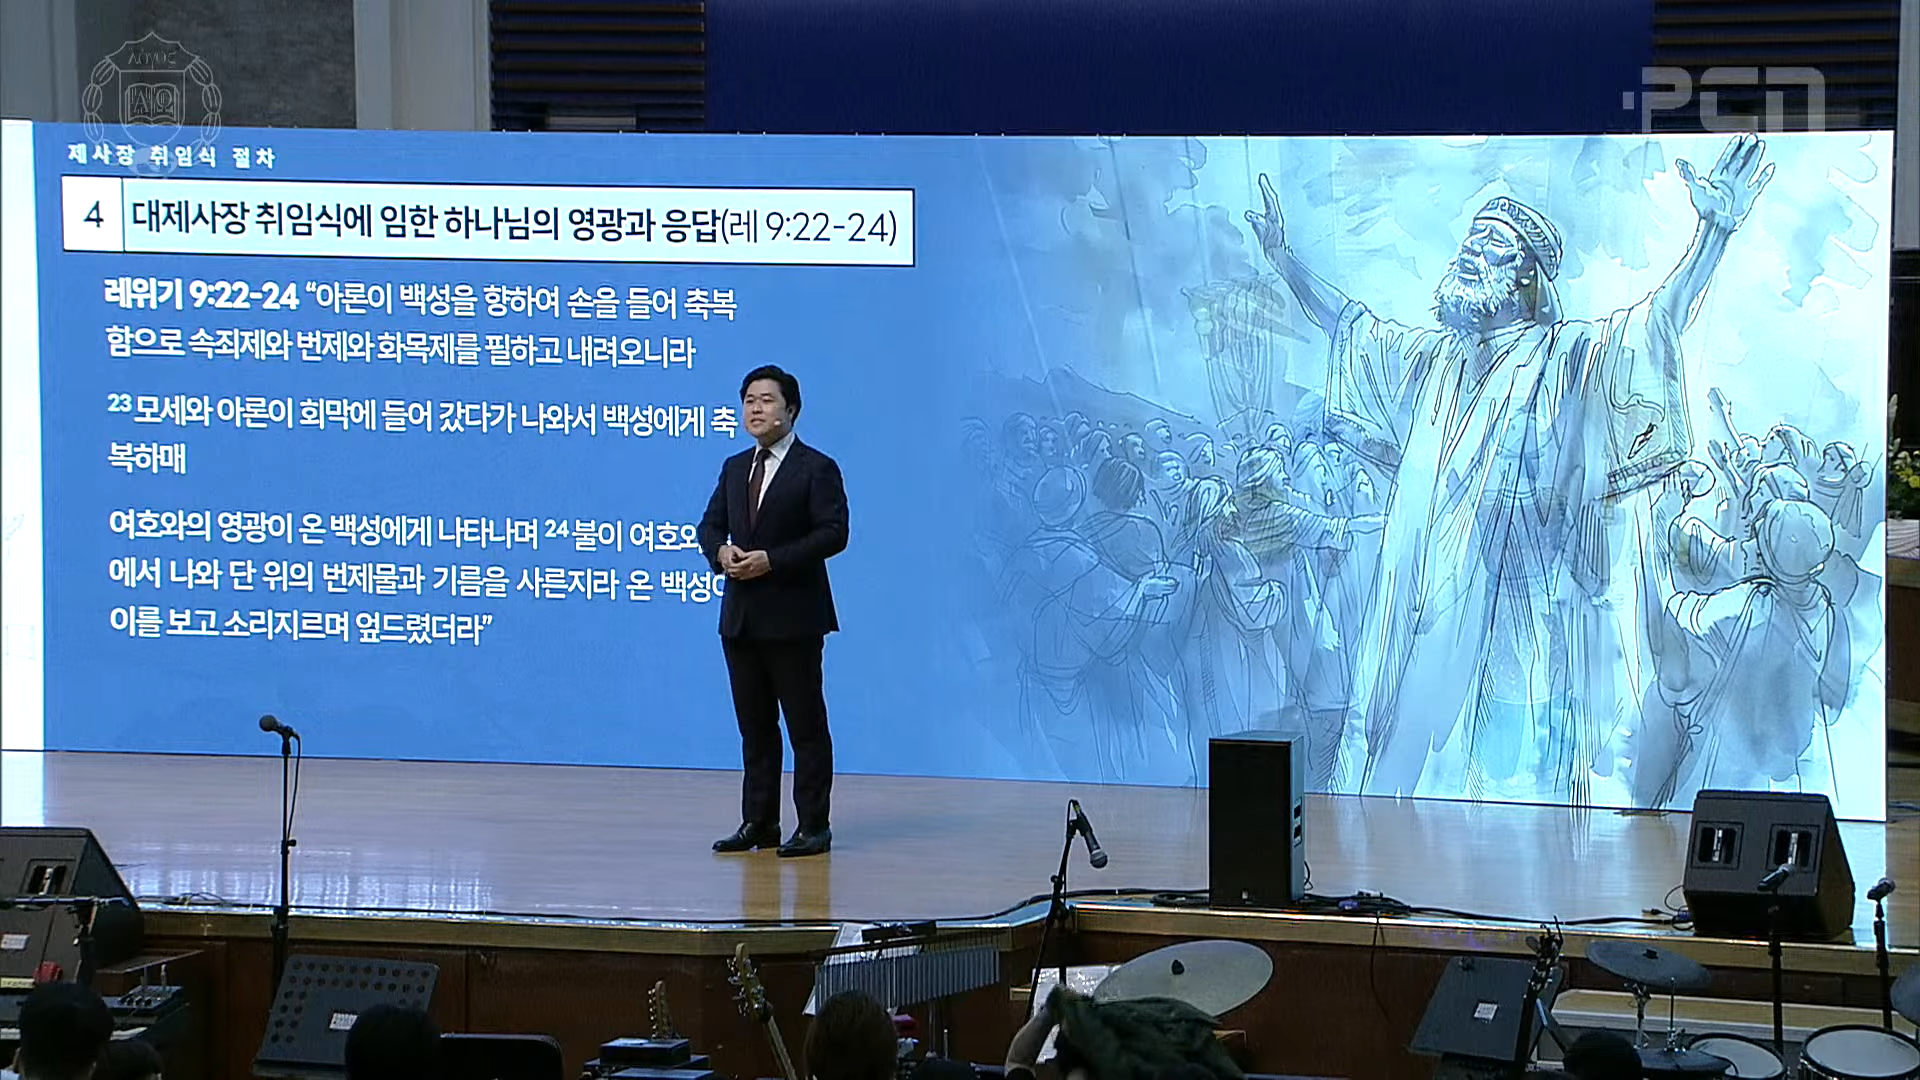 ΛόγΟς
ΑΩ
PCN
제사장 취임식 절차
4 대제사장 취임식에 임한 하나님의 영광과 응답(레 9:22-24)
레위기 9:22-24 “아론이 백성을 향하여 손을 들어 축복
함으로 속죄제와 번제와 화목제를 필하고 내려오니라
23 모세와 아론이 회막에 들어 갔다가 나와서 백성에게 축
복하매
여호와의 영광이 온 백성에게 나타나며 24 불이
에서 나와 단 위의 번제물과 기름을 사른지라 온
이를 보고 소리지르며 엎드렸더라”